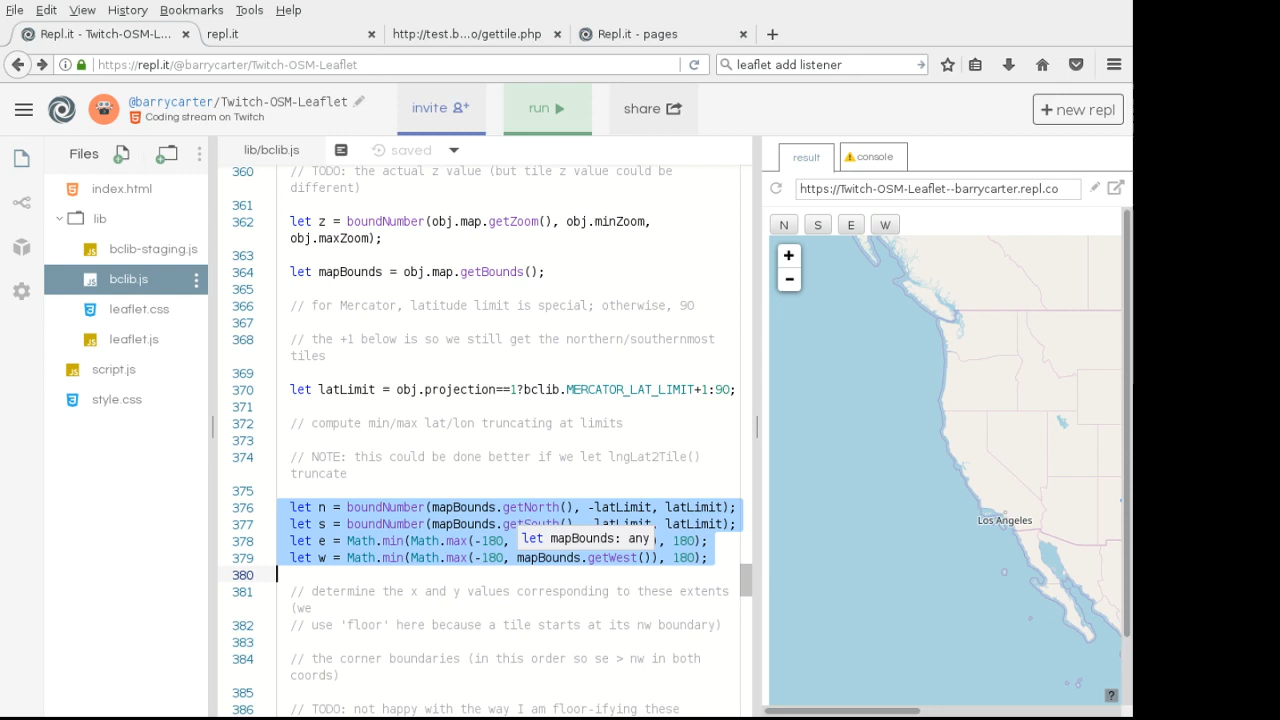 File Edit View History Bookmarks Tools Help
Repl.it - Twitch-OSM-L... × repl.it × http://test.b...o/gettile.php × Repl.it - pages × +
https://repl.it/@barrycarter/Twitch-OSM-Leaflet leaflet add listener
@barrycarter/Twitch-OSM-Leaflet
Coding stream on Twitch
invite
run
share
+ new repl
Files
index.html
lib
bclib-staging.js
bclib.js
leaflet.css
leaflet.js
script.js
style.css
lib/bclib.js saved
360 // TODO: the actual z value (but tile z value could be
different)
361
362 let z = boundNumber(obj.map.getZoom(), obj.minZoom,
obj.maxZoom);
363
364 let mapBounds = obj.map.getBounds();
365
366 // for Mercator, latitude limit is special; otherwise, 90
367
368 // the +1 below is so we still get the northern/southernmost
tiles
369
370 let latLimit = obj.projection==1?bclib.MERCATOR_LAT_LIMIT+1:90;
371
372 // compute min/max lat/lon truncating at limits
373
374 // NOTE: this could be done better if we let lngLat2Tile()
truncate
375
376 let n = boundNumber(mapBounds.getNorth(), -latLimit, latLimit);
377 let s = boundNumber(mapBounds.getSouth(), -latLimit, latLimit);
378 let e = Math.min(Math.max(-180, ), 180);
let mapBounds: any
379 let w = Math.min(Math.max(-180, mapBounds.getWest()), 180);
380
381 // determine the x and y values corresponding to these extents
(we
382 // use 'floor' here because a tile starts at its nw boundary)
383
384 // the corner boundaries (in this order so se > nw in both
coords)
385
386 // TODO: not happy with the way I am floor-ifying these
result console
https://Twitch-OSM-Leaflet--barrycarter.repl.co
N S E W
+
−
Los Angeles
?